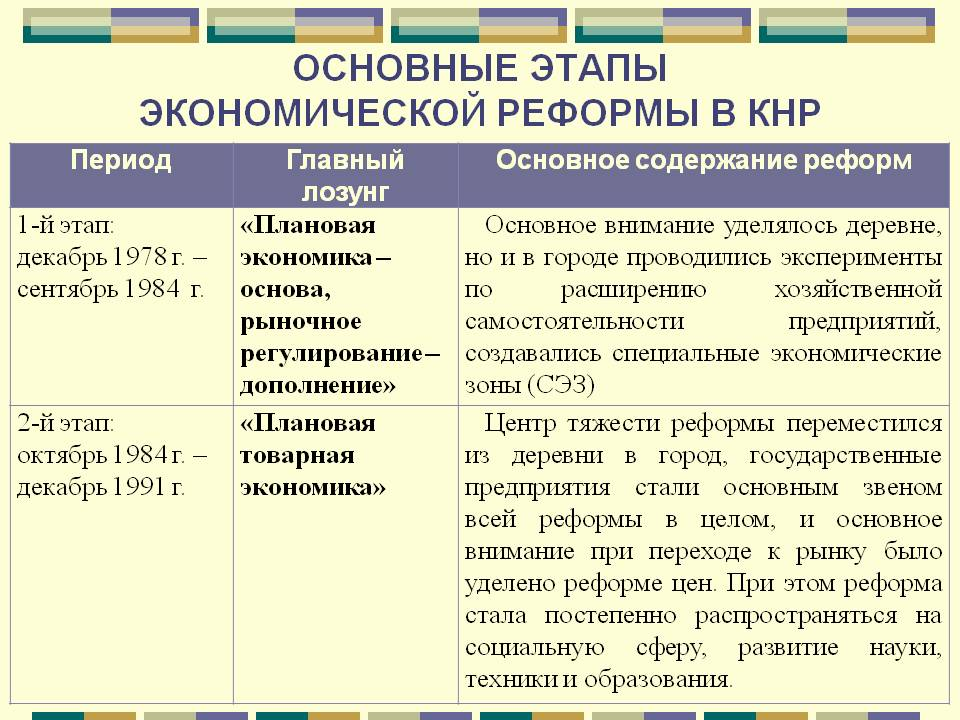 ОСНОВНЫЕ ЭТАПЫ
ЭКОНОМИЧЕСКОЙ РЕФОРМЫ В КНР
Период
Главный
лозунг
Основное содержание реформ
1-й этап:
декабрь 1978 г. –
сентябрь 1984 г.
«Плановая
экономика –
основа,
рыночное
регулирование –
дополнение»
Основное внимание уделялось деревне,
но и в городе проводились эксперименты
по расширению хозяйственной
самостоятельности предприятий,
создавались специальные экономические
зоны (СЭЗ)
2-й этап:
октябрь 1984 г. –
декабрь 1991 г.
«Плановая
товарная
экономика»
Центр тяжести реформы переместился
из деревни в город, государственные
предприятия стали основным звеном
всей реформы в целом, и основное
внимание при переходе к рынку было
уделено реформе цен. При этом реформа
стала постепенно распространяться на
социальную сферу, развитие науки,
техники и образования.